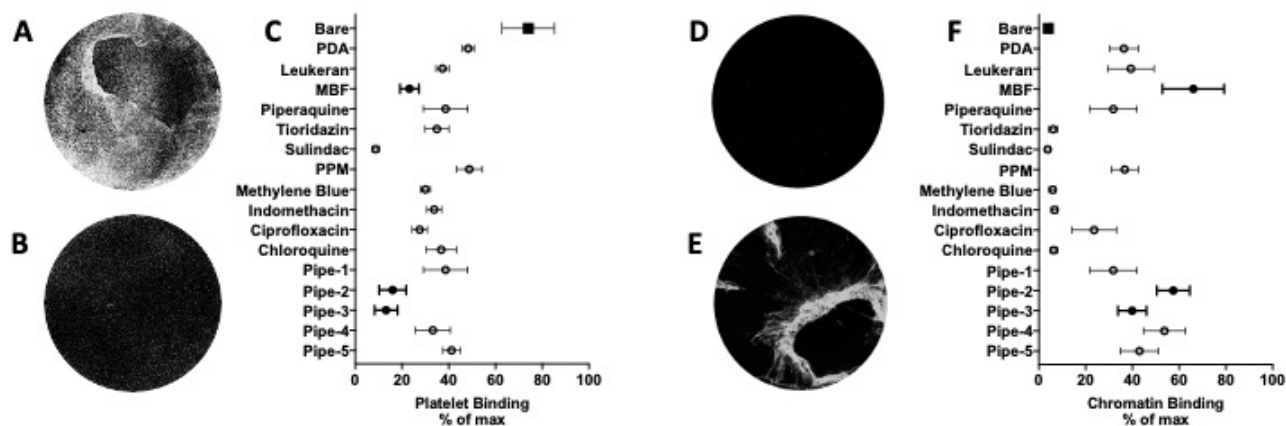 A
B
C
Bare
PDA
Leukeran
MBF
Piperaquine
Tioridazin
Sulindac
PPM
Methylene Blue
Indomethacin
Ciprofloxacin
Chloroquine
Pipe-1
Pipe-2
Pipe-3
Pipe-4
Pipe-5
0 20 40 60 80 100
Platelet Binding
% of max
D
E
F
Bare
PDA
Leukeran
MBF
Piperaquine
Tioridazin
Sulindac
PPM
Methylene Blue
Indomethacin
Ciprofloxacin
Chloroquine
Pipe-1
Pipe-2
Pipe-3
Pipe-4
Pipe-5
0 20 40 60 80 100
Chromatin Binding
% of max